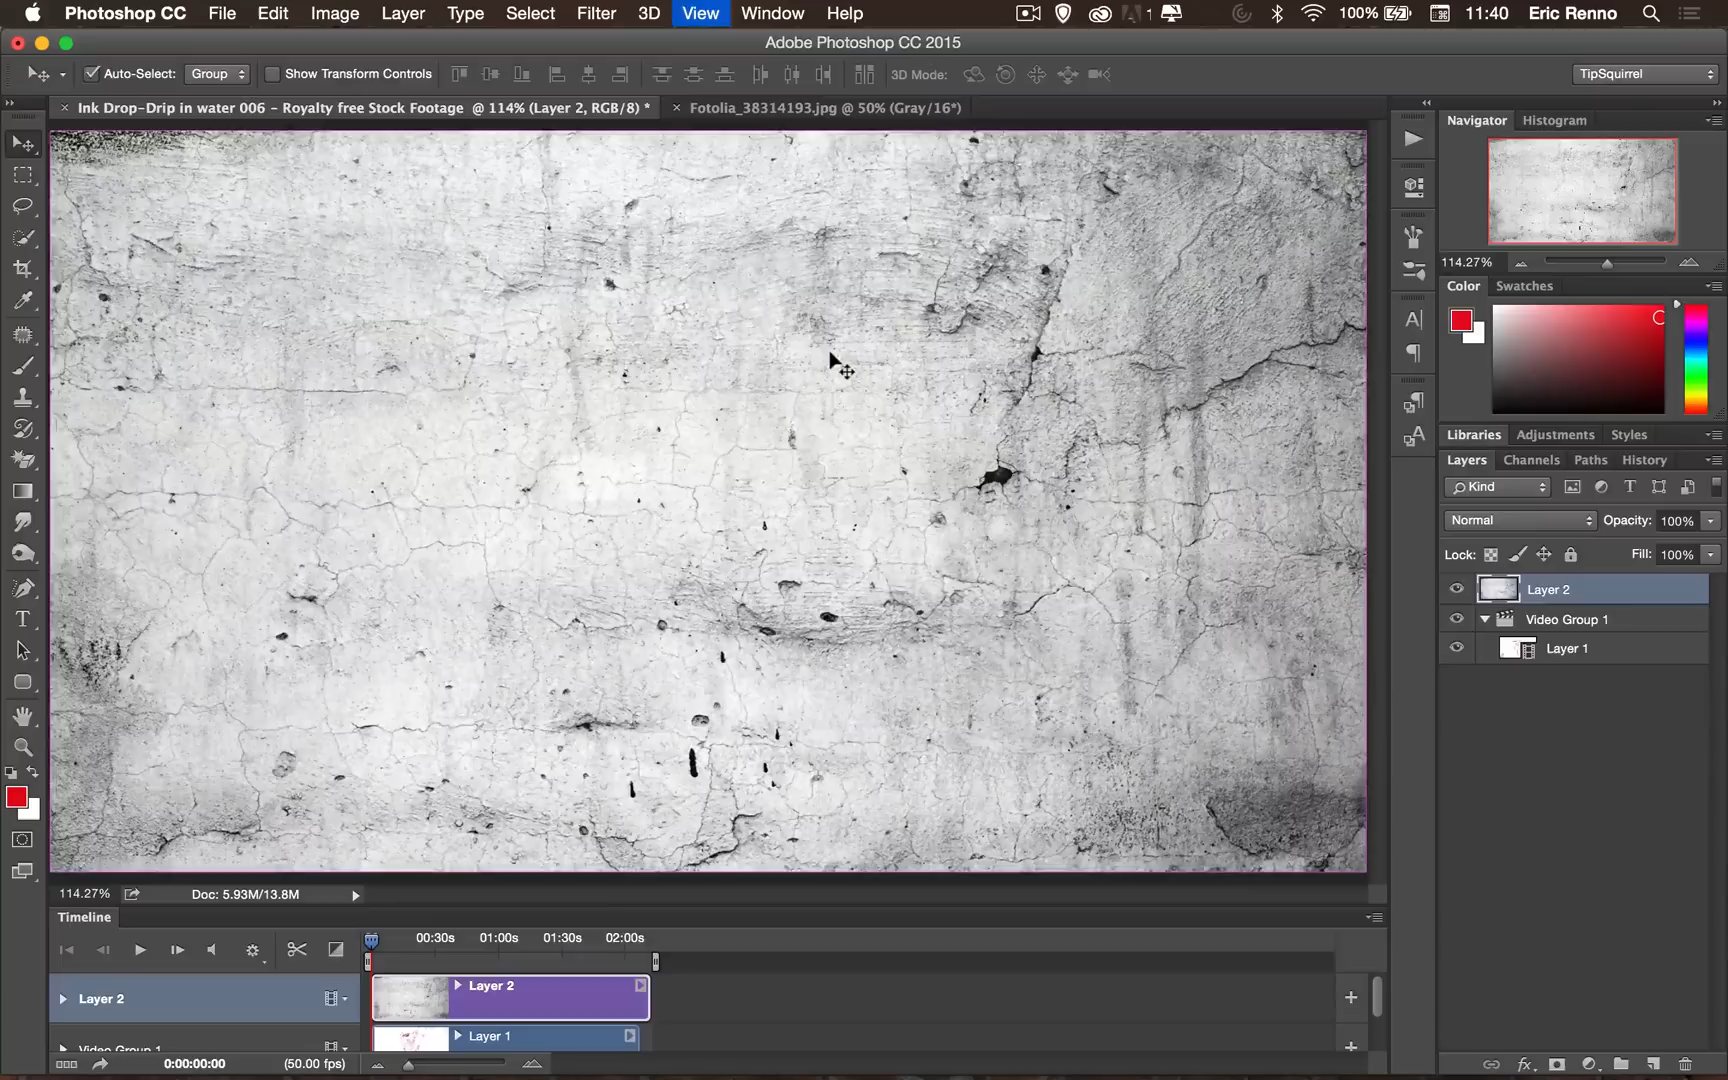 Photoshop CC File Edit Image Layer Type Select Filter 3D View Window Help 1 100% 11:40 Eric Renno
Adobe Photoshop CC 2015
Auto-Select: Group Show Transform Controls 3D Mode: TipSquirrel
× Ink Drop-Drip in water 006 - Royalty free Stock Footage @ 114% (Layer 2, RGB/8) * × Fotolia_38314193.jpg @ 50% (Gray/16*)
Navigator Histogram
114.27%
Color Swatches
Libraries Adjustments Styles
Layers Channels Paths History
Kind
Normal Opacity: 100%
Lock: Fill: 100%
Layer 2
Video Group 1
Layer 1
114.27% Doc: 5.93M/13.8M
Timeline
00:30s 01:00s 01:30s 02:00s
Layer 2 Layer 2
Video Group 1 Layer 1
0:00:00:00 (50.00 fps)